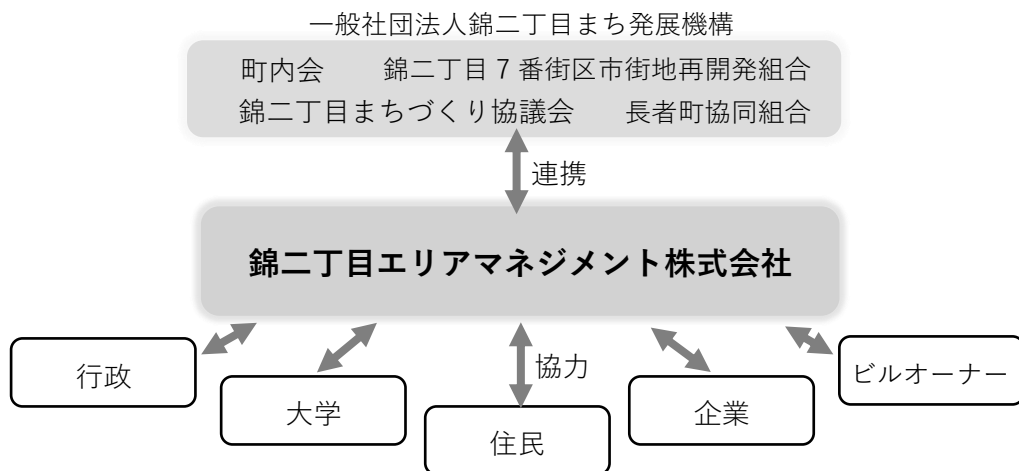 一般社団法人錦二丁目まち発展機構
町内会　錦二丁目7番街区市街地再開発組合
錦二丁目まちづくり協議会　長者町協同組合
連携
錦二丁目エリアマネジメント株式会社
行政
大学
協力
住民
企業
ビルオーナー